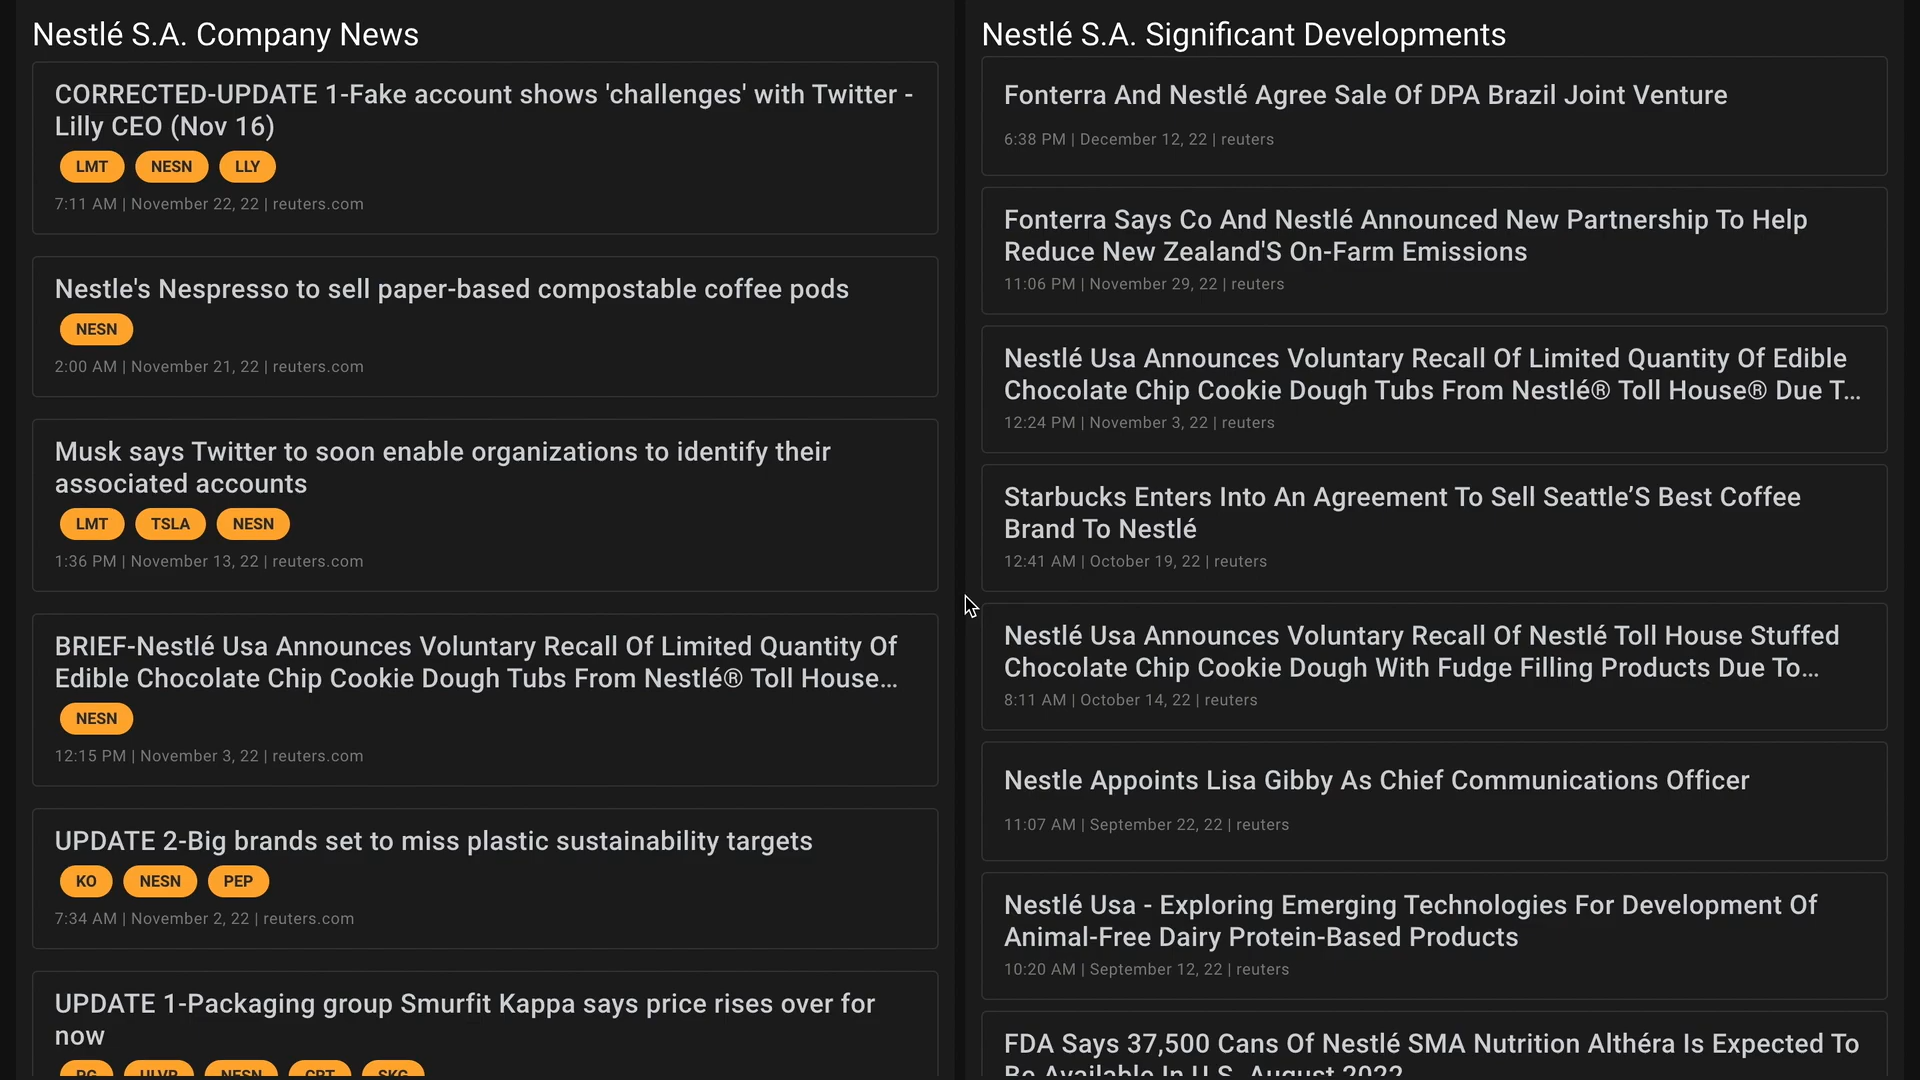 Nestlé S.A. Company News
CORRECTED-UPDATE 1-Fake account shows 'challenges' with Twitter -
Lilly CEO (Nov 16)
LMT NESN LLY
7:11 AM | November 22, 22 | reuters.com
Nestle's Nespresso to sell paper-based compostable coffee pods
NESN
2:00 AM | November 21, 22 | reuters.com
Musk says Twitter to soon enable organizations to identify their
associated accounts
LMT TSLA NESN
1:36 PM | November 13, 22 | reuters.com
BRIEF-Nestlé Usa Announces Voluntary Recall Of Limited Quantity Of
Edible Chocolate Chip Cookie Dough Tubs From Nestlé® Toll House…
NESN
12:15 PM | November 3, 22 | reuters.com
UPDATE 2-Big brands set to miss plastic sustainability targets
KO NESN PEP
7:34 AM | November 2, 22 | reuters.com
UPDATE 1-Packaging group Smurfit Kappa says price rises over for
now
PG ULVR NESN CPT SKG
Nestlé S.A. Significant Developments
Fonterra And Nestlé Agree Sale Of DPA Brazil Joint Venture
6:38 PM | December 12, 22 | reuters
Fonterra Says Co And Nestlé Announced New Partnership To Help
Reduce New Zealand'S On-Farm Emissions
11:06 PM | November 29, 22 | reuters
Nestlé Usa Announces Voluntary Recall Of Limited Quantity Of Edible
Chocolate Chip Cookie Dough Tubs From Nestlé® Toll House® Due T…
12:24 PM | November 3, 22 | reuters
Starbucks Enters Into An Agreement To Sell Seattle’S Best Coffee
Brand To Nestlé
12:41 AM | October 19, 22 | reuters
Nestlé Usa Announces Voluntary Recall Of Nestlé Toll House Stuffed
Chocolate Chip Cookie Dough With Fudge Filling Products Due To…
8:11 AM | October 14, 22 | reuters
Nestle Appoints Lisa Gibby As Chief Communications Officer
11:07 AM | September 22, 22 | reuters
Nestlé Usa - Exploring Emerging Technologies For Development Of
Animal-Free Dairy Protein-Based Products
10:20 AM | September 12, 22 | reuters
FDA Says 37,500 Cans Of Nestlé SMA Nutrition Althéra Is Expected To
Be Available In U.S. August 2022